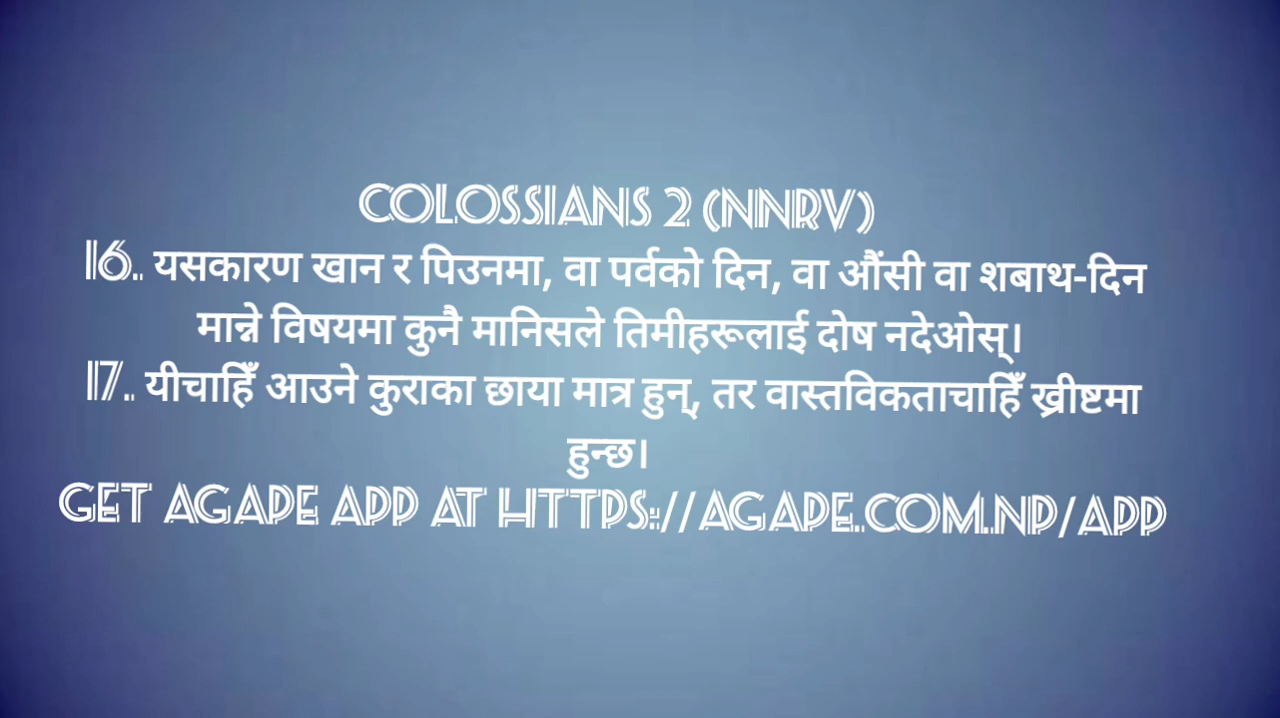 COLOSSIANS 2 (NNRV)
16.. यसकारण खान र पिउनमा, वा पर्वको दिन, वा औंसी वा शबाथ-दिन
मान्ने विषयमा कुनै मानिसले तिमीहरूलाई दोष नदेओस्।
17.. यीचाहिँ आउने कुराका छाया मात्र हुन्, तर वास्तविकताचाहिँ ख्रीष्टमा
हुन्छ।
GET AGAPE APP AT HTTPS://AGAPE.COM.NP/APP